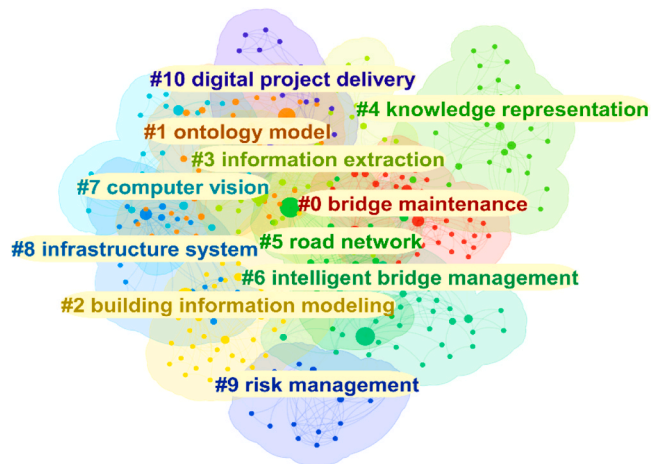 #10 digital project delivery
#4 knowledge representation
#1 ontology model
#3 information extraction
#7 computer vision
#0 bridge maintenance
#5 road network
#8 infrastructure system
#6 intelligent bridge management
#2 building information modeling
#9 risk management